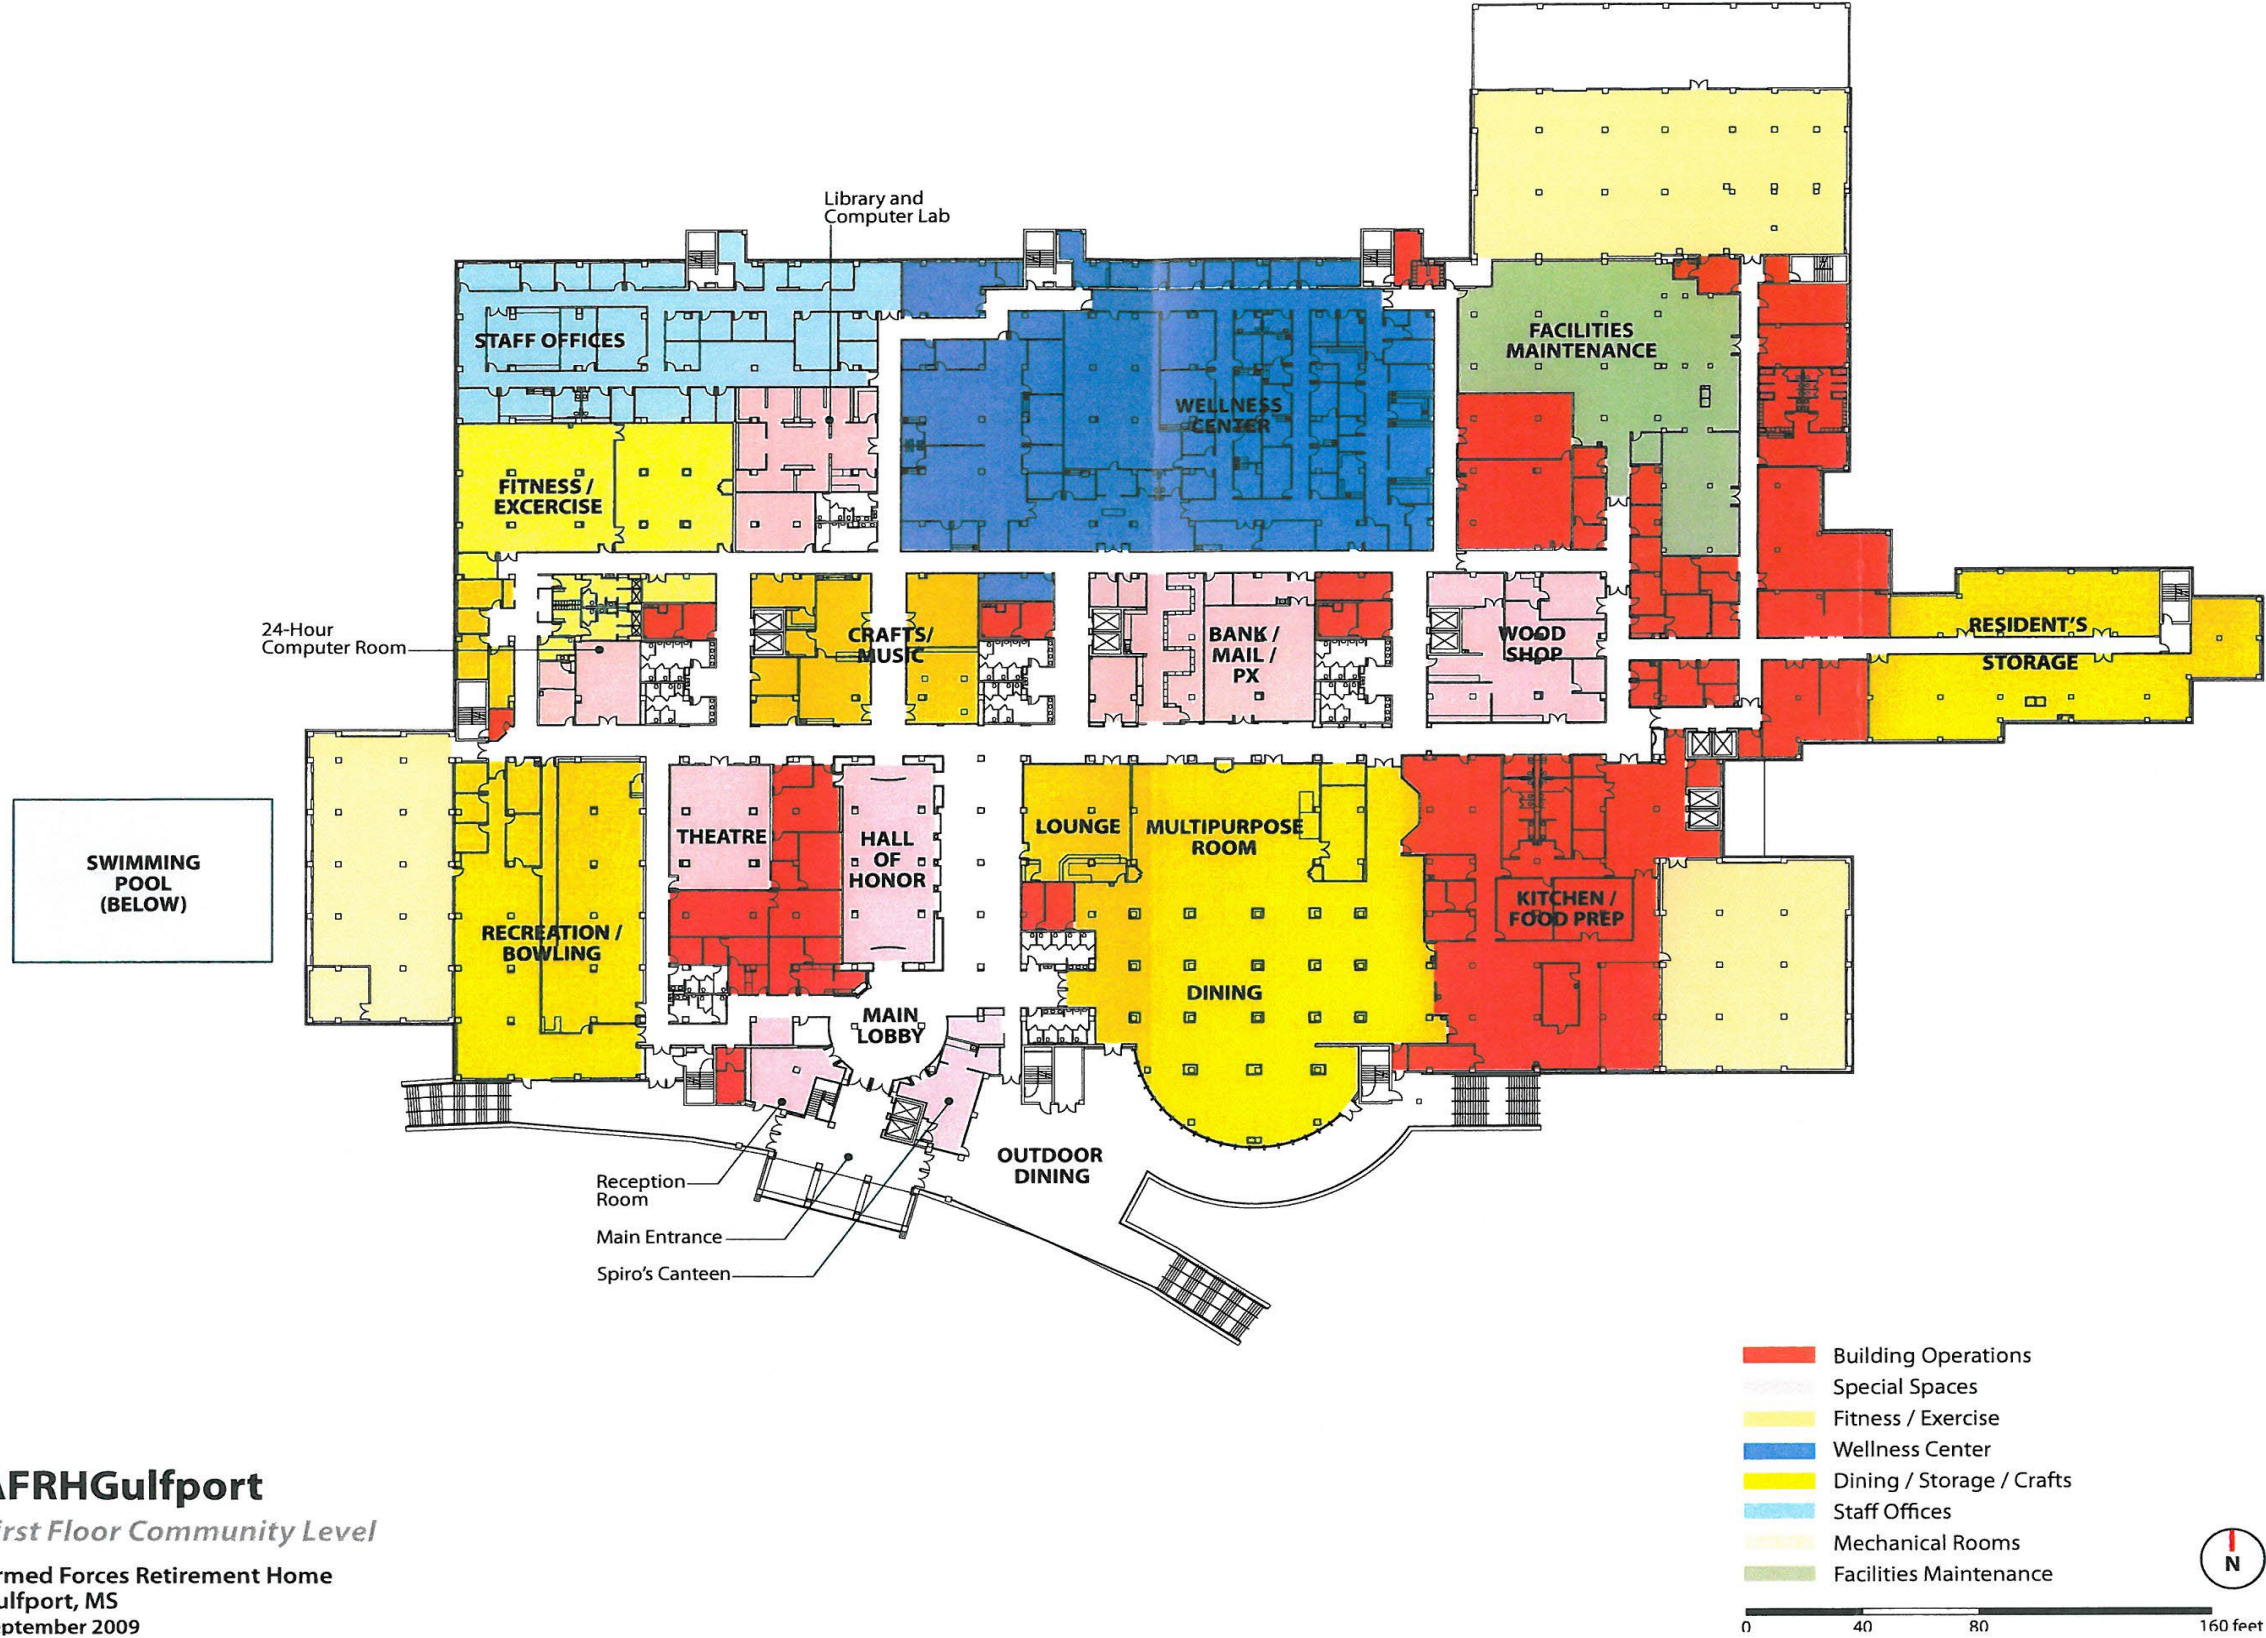 Library and
Computer Lab
STAFF OFFICES
FACILITIES
MAINTENANCE
WELLNESS
CENTER
FITNESS /
EXCERCISE
24-Hour
Computer Room
CRAFTS/
MUSIC
BANK /
MAIL /
PX
WOOD
SHOP
RESIDENT'S
STORAGE
SWIMMING
POOL
(BELOW)
RECREATION /
BOWLING
THEATRE
HALL
OF
HONOR
LOUNGE
MULTIPURPOSE
ROOM
KITCHEN /
FOOD PREP
DINING
MAIN
LOBBY
OUTDOOR
DINING
Reception
Room
Main Entrance
Spiro's Canteen
Building Operations
Special Spaces
Fitness / Exercise
Wellness Center
Dining / Storage / Crafts
Staff Offices
Mechanical Rooms
Facilities Maintenance
N
0 40 80 160 feet
AFRHGulfport
irst Floor Community Level
rmed Forces Retirement Home
ulfport, MS
eptember 2009